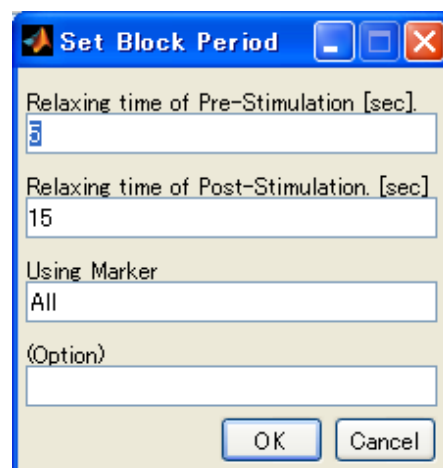 Set Block Period
Relaxing time of Pre-Stimulation [sec].
5
Relaxing time of Post-Stimulation. [sec]
15
Using Marker
All
(Option)
OK
Cancel